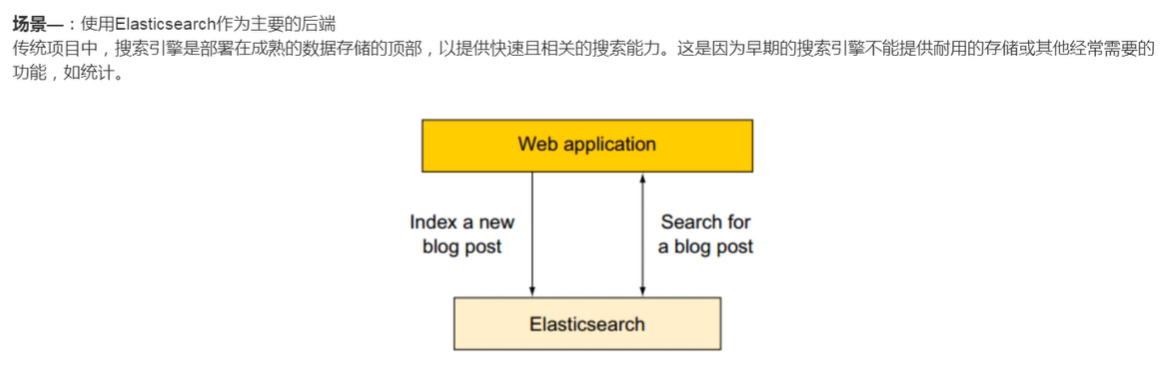 场景一：使用Elasticsearch作为主要的后端
传统项目中，搜索引擎是部署在成熟的数据存储的顶部，以提供快速且相关的搜索能力。这是因为早期的搜索引擎不能提供耐用的存储或其他经常需要的
功能，如统计。
Web application
Index a new
blog post
Search for
a blog post
Elasticsearch